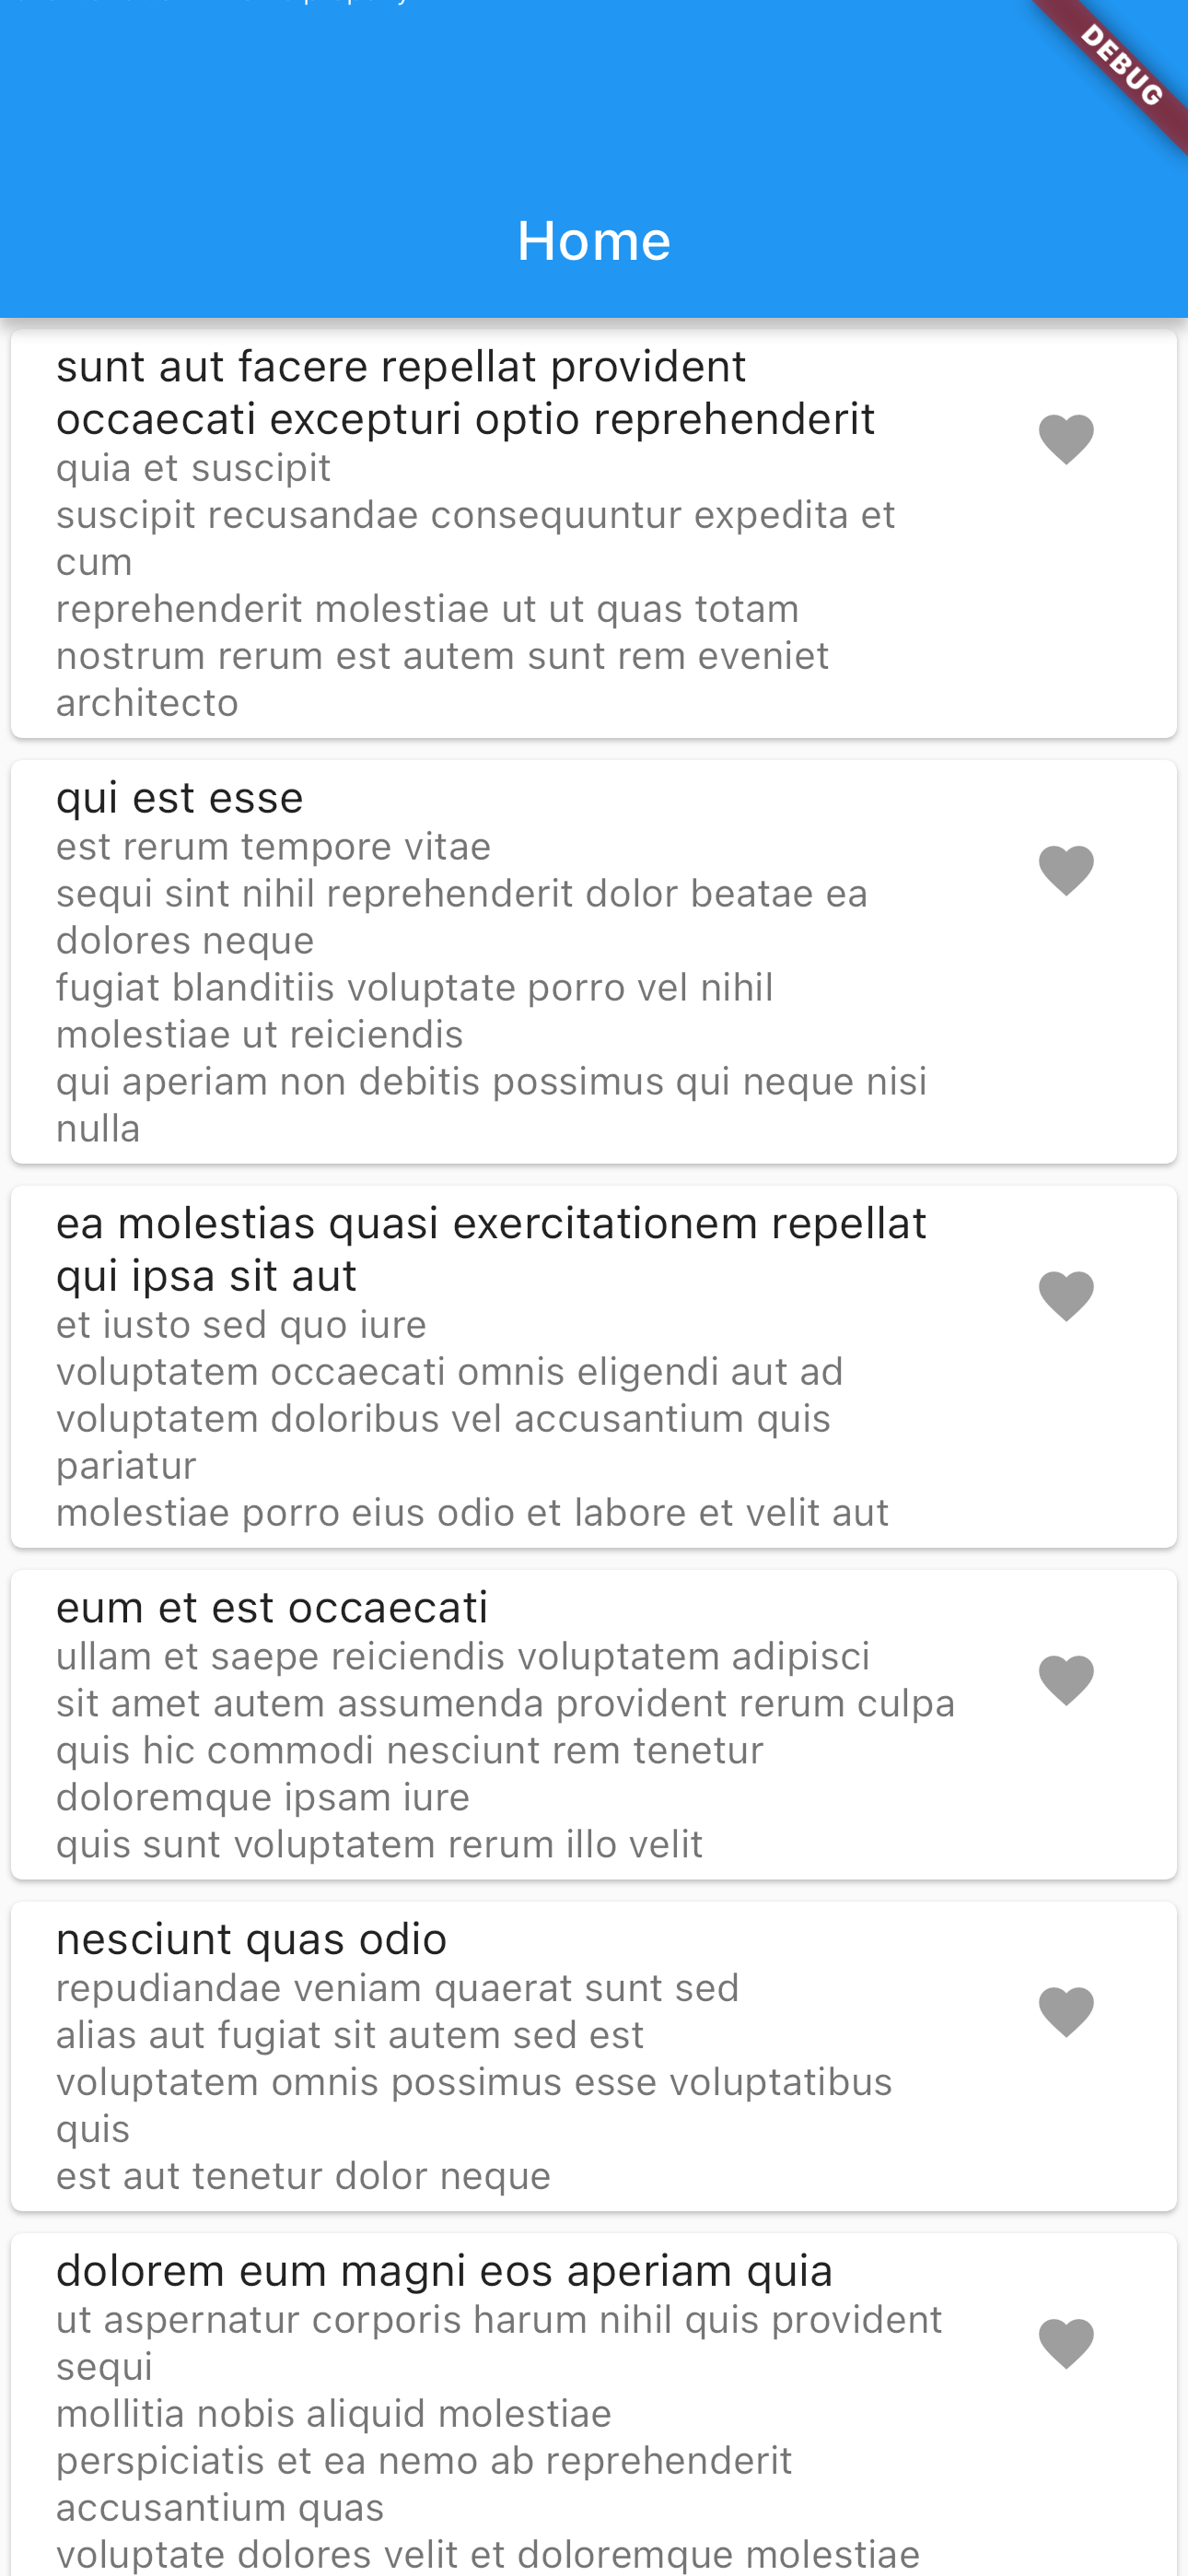 DEBUG
Home
sunt aut facere repellat provident
occaecati excepturi optio reprehenderit
quia et suscipit
suscipit recusandae consequuntur expedita et
cum
reprehenderit molestiae ut ut quas totam
nostrum rerum est autem sunt rem eveniet
architecto
qui est esse
est rerum tempore vitae
sequi sint nihil reprehenderit dolor beatae ea
dolores neque
fugiat blanditiis voluptate porro vel nihil
molestiae ut reiciendis
qui aperiam non debitis possimus qui neque nisi
nulla
ea molestias quasi exercitationem repellat
qui ipsa sit aut
et iusto sed quo iure
voluptatem occaecati omnis eligendi aut ad
voluptatem doloribus vel accusantium quis
pariatur
molestiae porro eius odio et labore et velit aut
eum et est occaecati
ullam et saepe reiciendis voluptatem adipisci
sit amet autem assumenda provident rerum culpa
quis hic commodi nesciunt rem tenetur
doloremque ipsam iure
quis sunt voluptatem rerum illo velit
nesciunt quas odio
repudiandae veniam quaerat sunt sed
alias aut fugiat sit autem sed est
voluptatem omnis possimus esse voluptatibus
quis
est aut tenetur dolor neque
dolorem eum magni eos aperiam quia
ut aspernatur corporis harum nihil quis provident
sequi
mollitia nobis aliquid molestiae
perspiciatis et ea nemo ab reprehenderit
accusantium quas
voluptate dolores velit et doloremque molestiae